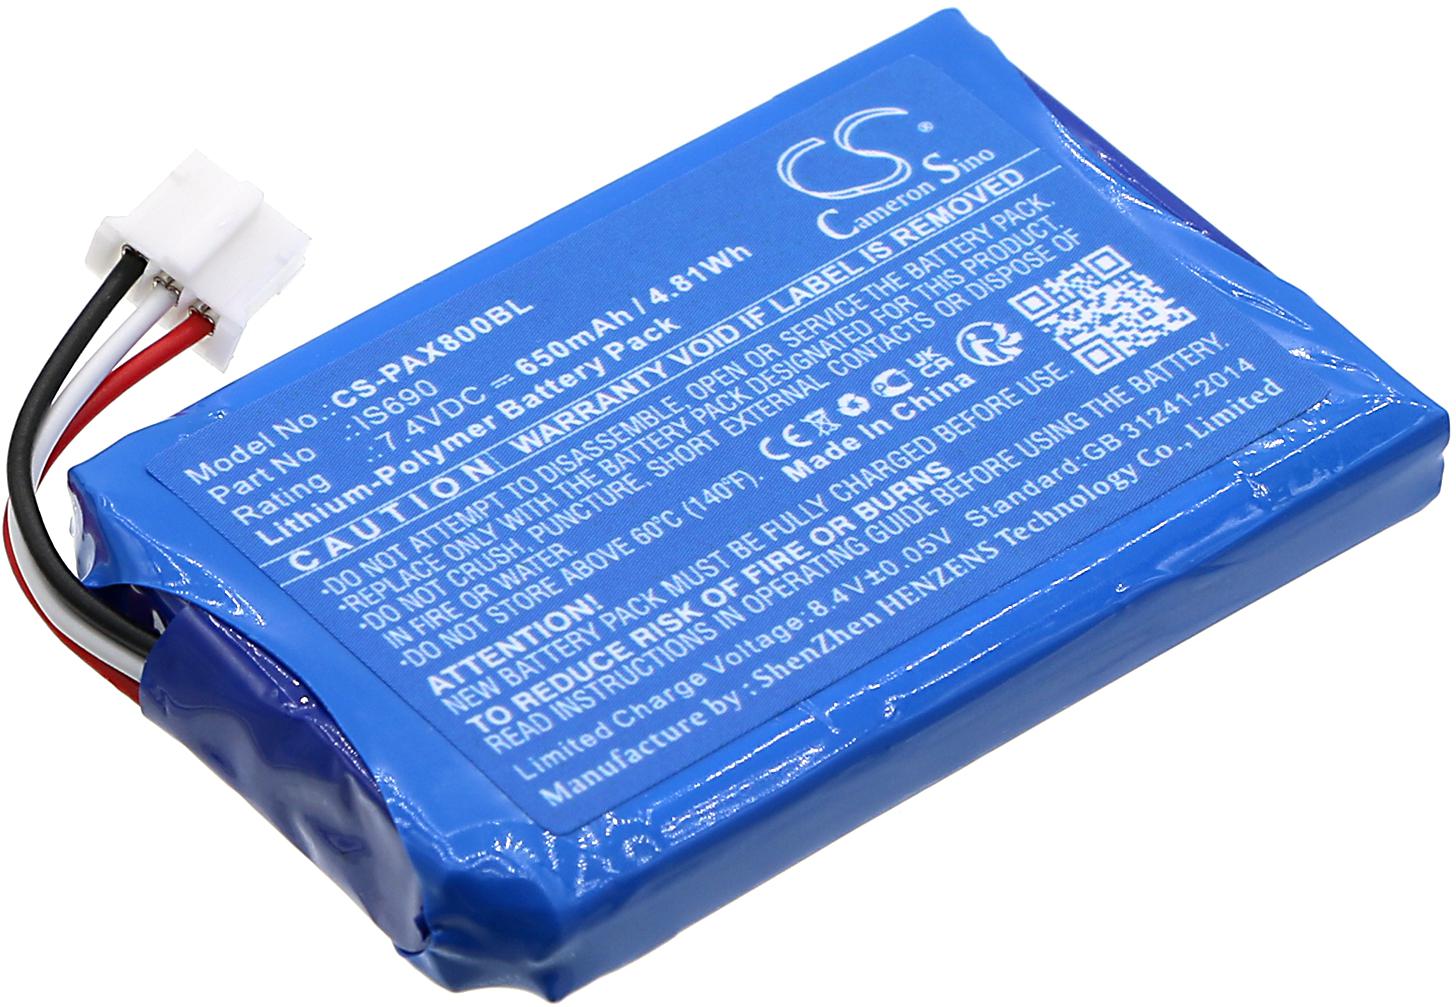 CS®
Cameron Sino
Model No.: CS-PAX800BL
Part No : IS690
Rating : 7.4VDC ⎓ 650mAh / 4.81Wh
Lithium-Polymer Battery Pack
CAUTION! WARRANTY VOID IF LABEL IS REMOVED
•DO NOT ATTEMPT TO DISASSEMBLE, OPEN OR SERVICE THE BATTERY PACK.
•REPLACE ONLY WITH THE BATTERY PACK DESIGNATED FOR THIS PRODUCT.
•DO NOT CRUSH, PUNCTURE, SHORT EXTERNAL CONTACTS OR DISPOSE OF
IN FIRE OR WATER.
•DO NOT STORE ABOVE 60°C (140°F).
CE UKCA
Made In China
ATTENTION!
NEW BATTERY PACK MUST BE FULLY CHARGED BEFORE USING THE BATTERY.
TO REDUCE RISK OF FIRE OR BURNS
READ INSTRUCTIONS IN OPERATING GUIDE BEFORE USING THE BATTERY.
Limited Charge Voltage:8.4V±0.05V Standard:GB 31241-2014
Manufacture by : ShenZhen HENZENS Technology Co., Limited